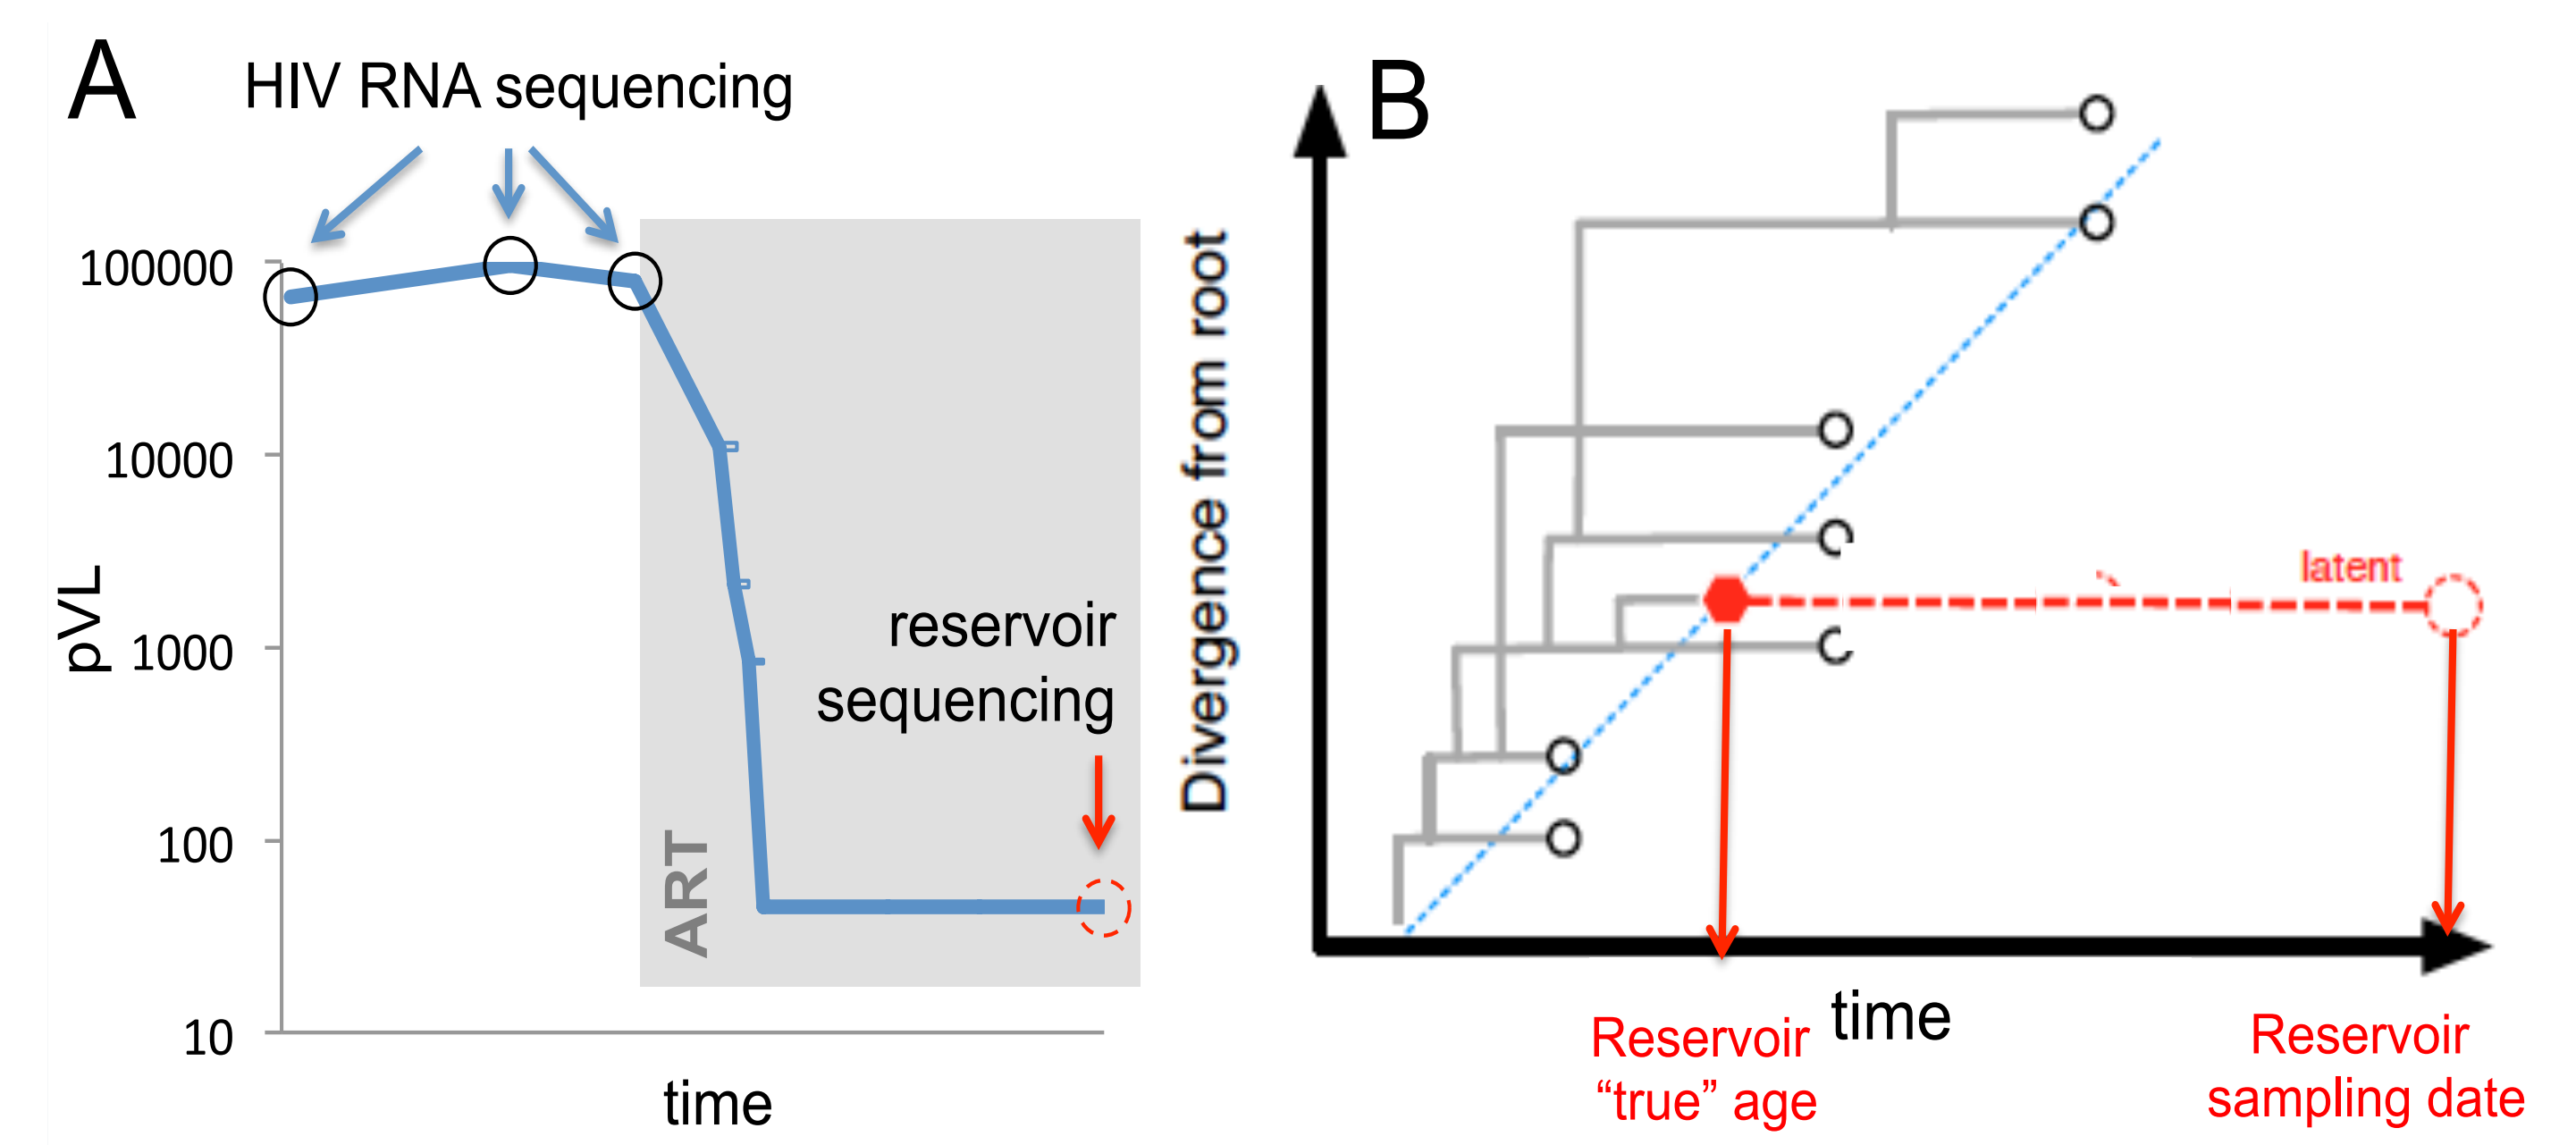 A
HIV RNA sequencing
100000
10000
1000
100
10
pVL
ART
reservoir
sequencing
time
B
Divergence from root
latent
time
Reservoir
“true” age
Reservoir
sampling date